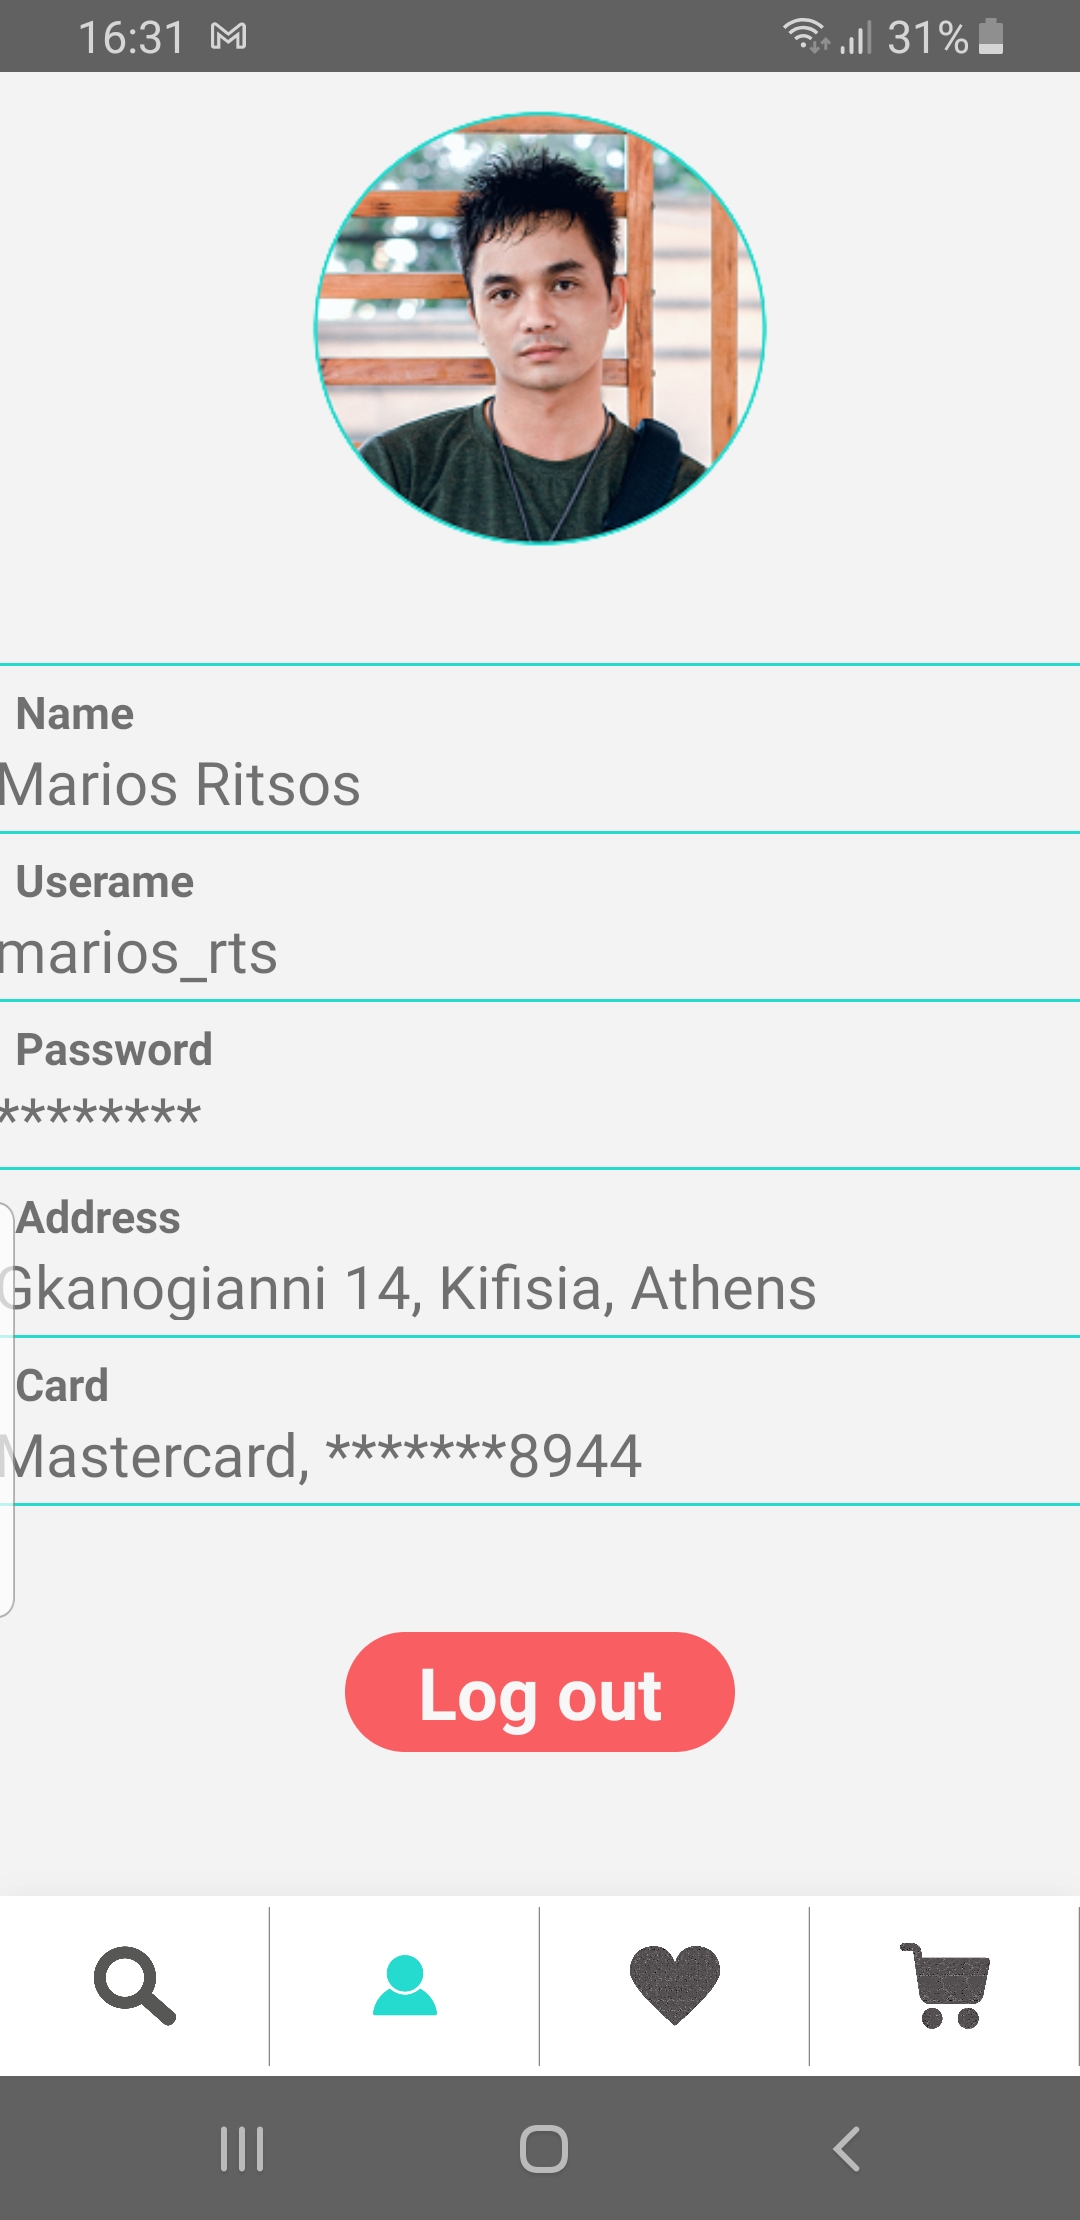 16:31 31%
Name
Marios Ritsos
Userame
marios_rts
Password
********
Address
Gkanogianni 14, Kifisia, Athens
Card
Mastercard, *******8944
Log out